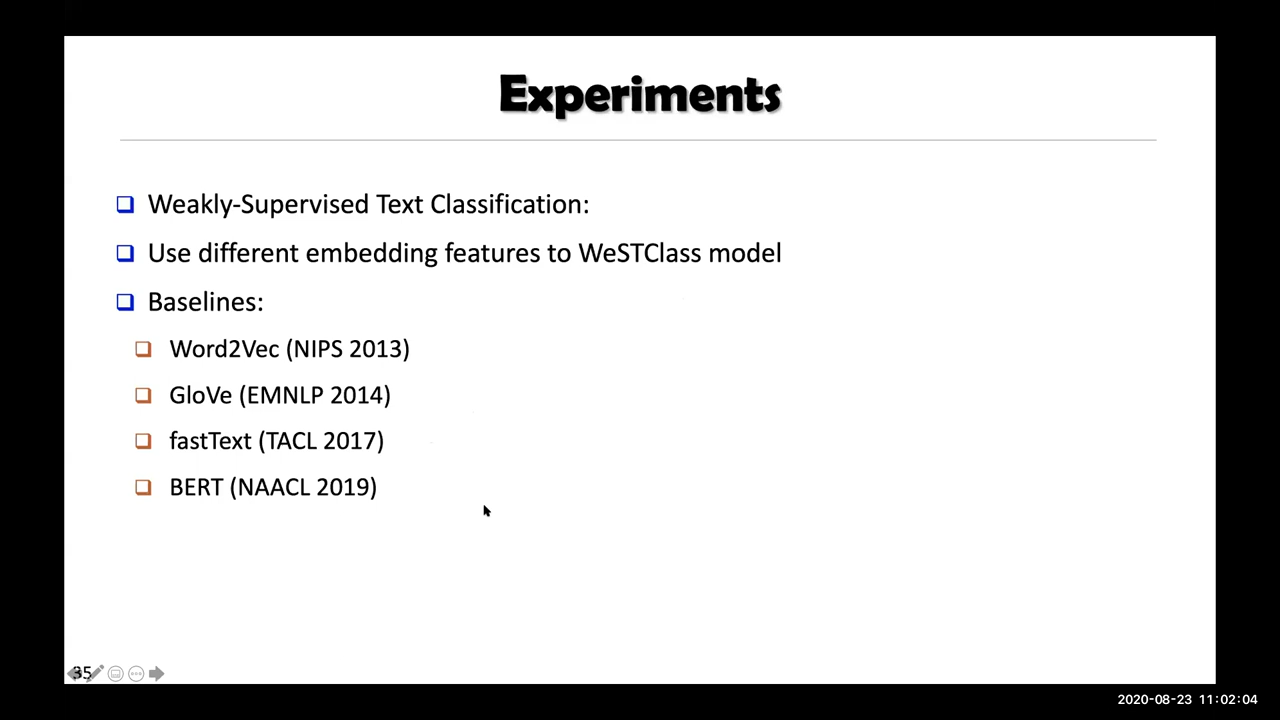 Experiments
Weakly-Supervised Text Classification:
Use different embedding features to WeSTClass model
Baselines:
Word2Vec (NIPS 2013)
GloVe (EMNLP 2014)
fastText (TACL 2017)
BERT (NAACL 2019)
35
2020-08-23 11:02:04